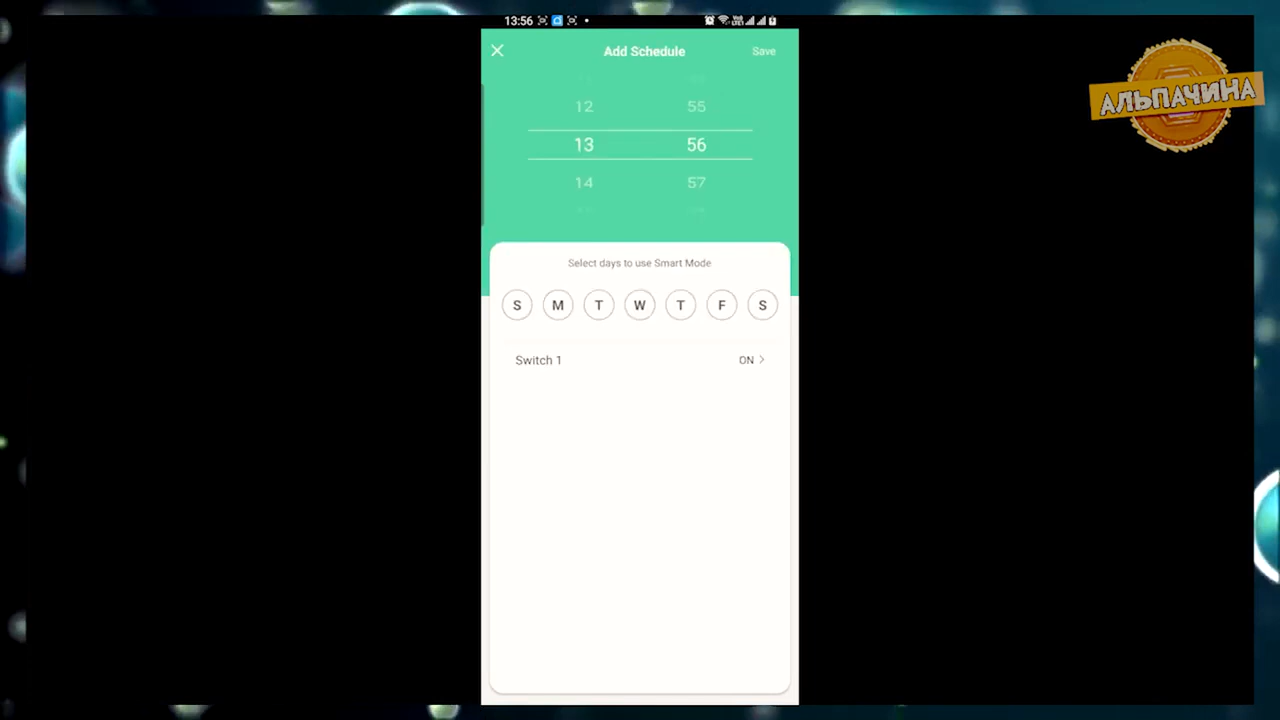 13:56
Add Schedule
Save
12 55
13 56
14 57
Select days to use Smart Mode
S M T W T F S
Switch 1
ON
АЛЬПАЧИНА